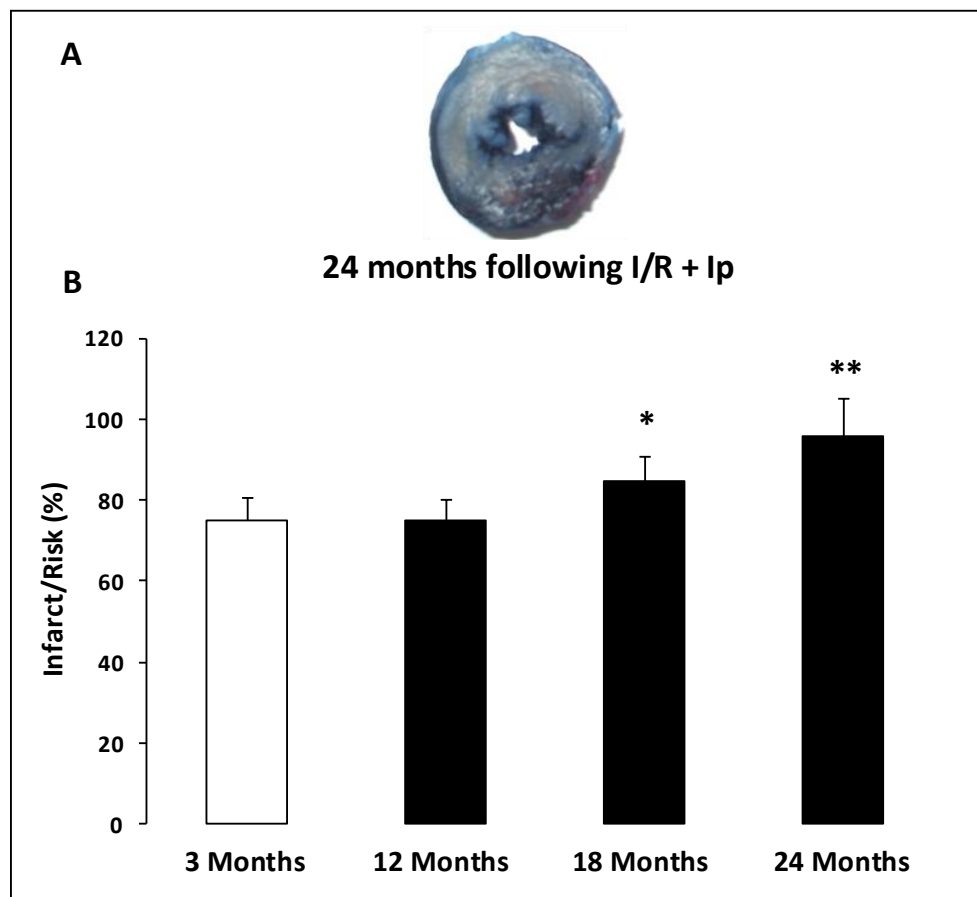 A
24 months following I/R + Ip
B
Infarct/Risk (%)
120
100
80
60
40
20
0
*
**
3 Months
12 Months
18 Months
24 Months